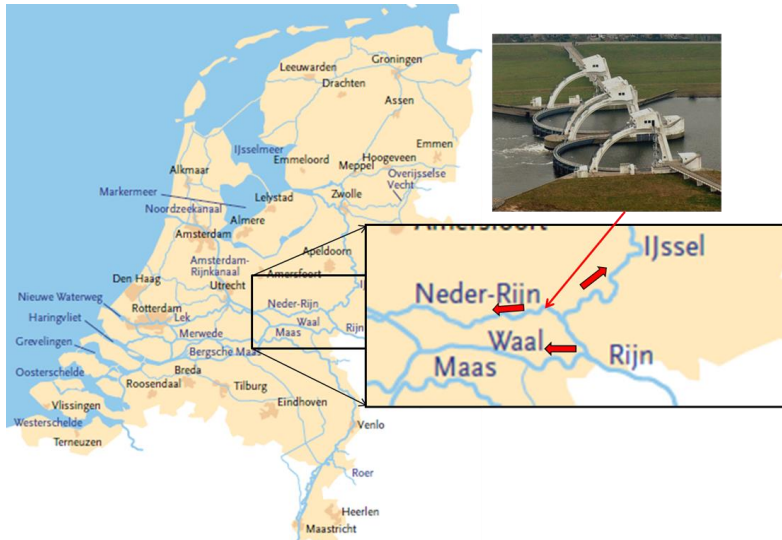 Leeuwarden
Groningen
Drachten
Assen
IJsselmeer
Emmeloord
Meppel
Hoogeveen
Emmen
Alkmaar
Overijsselse
Vecht
Markermeer
Lelystad
Zwolle
Noordzeekanaal
Almere
Amsterdam
Apeldoorn
Amsterdam-
Rijnkanaal
Amersfoort
Den Haag
Utrecht
Nieuwe Waterweg
Rotterdam
Neder-Rijn
Haringvliet
Lek
Waal
Merwede
Maas
Rijn
Grevelingen
Bergsche Maas
Oosterschelde
Breda
Roosendaal
Tilburg
Eindhoven
Vlissingen
Venlo
Westerschelde
Terneuzen
Roer
Heerlen
Maastricht
Amersfoort
IJssel
Neder-Rijn
Waal
Rijn
Maas